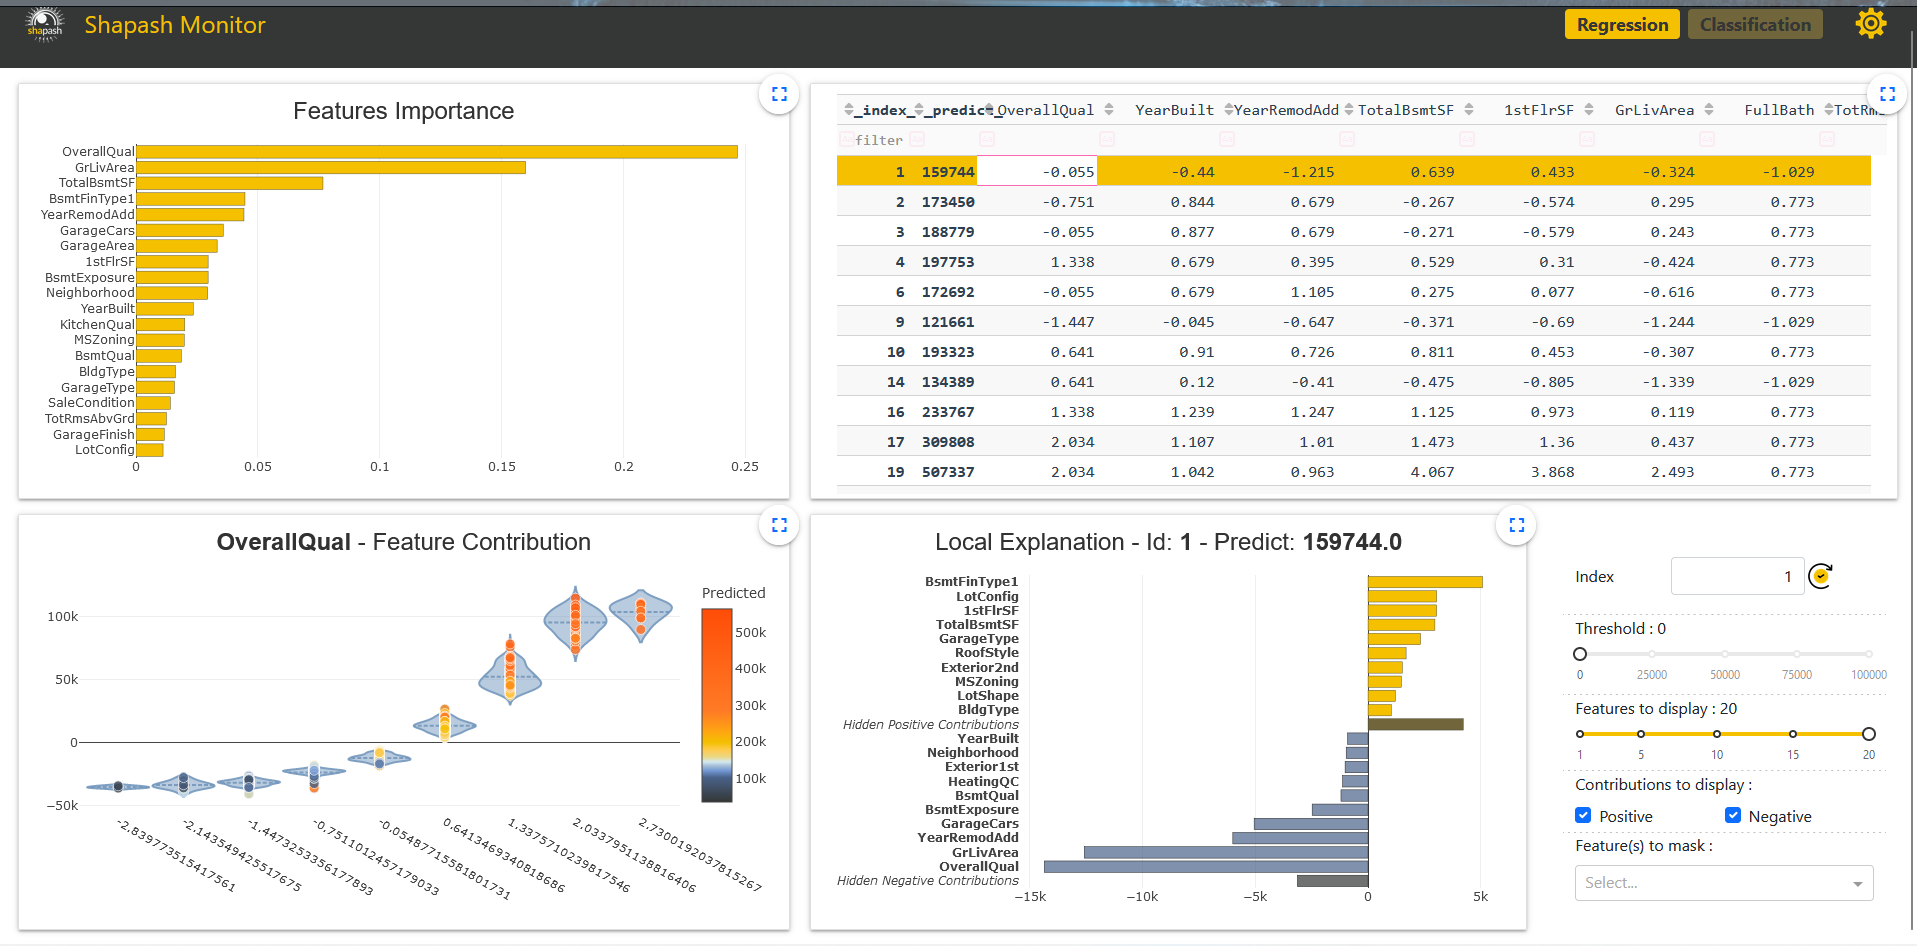 shapash
Shapash Monitor
Regression
Classification
Features Importance
OverallQual
GrLivArea
TotalBsmtSF
BsmtFinType1
YearRemodAdd
GarageCars
GarageArea
1stFlrSF
BsmtExposure
Neighborhood
YearBuilt
KitchenQual
MSZoning
BsmtQual
BldgType
GarageType
SaleCondition
TotRmsAbvGrd
GarageFinish
LotConfig
0 0.05 0.1 0.15 0.2 0.25
_index_ _predict_ OverallQual YearBuilt YearRemodAdd TotalBsmtSF 1stFlrSF GrLivArea FullBath
filter
1 159744 -0.055 -0.44 -1.215 0.639 0.433 -0.324 -1.029
2 173450 -0.751 0.844 0.679 -0.267 -0.574 0.295 0.773
3 188779 -0.055 0.877 0.679 -0.271 -0.579 0.243 0.773
4 197753 1.338 0.679 0.395 0.529 0.31 -0.424 0.773
6 172692 -0.055 0.679 1.105 0.275 0.077 -0.616 0.773
9 121661 -1.447 -0.045 -0.647 -0.371 -0.69 -1.244 -1.029
10 193323 0.641 0.91 0.726 0.811 0.453 -0.307 0.773
14 134389 0.641 0.12 -0.41 -0.475 -0.805 -1.339 -1.029
16 233767 1.338 1.239 1.247 1.125 0.973 0.119 0.773
17 309808 2.034 1.107 1.01 1.473 1.36 0.437 0.773
19 507337 2.034 1.042 0.963 4.067 3.868 2.493 0.773
OverallQual - Feature Contribution
100k
50k
0
−50k
-2.839773515417561
-2.143549425517675
-1.447325335617789­3
-0.7511012457179033
-0.05487715581801731
0.6413469340818686
1.3375710239817546
2.0337951138816406
2.7300192037815267
Predicted
500k
400k
300k
200k
100k
Local Explanation - Id: 1 - Predict: 159744.0
BsmtFinType1
LotConfig
1stFlrSF
TotalBsmtSF
GarageType
RoofStyle
Exterior2nd
MSZoning
LotShape
BldgType
Hidden Positive Contributions
YearBuilt
Neighborhood
Exterior1st
HeatingQC
BsmtQual
BsmtExposure
GarageCars
YearRemodAdd
GrLivArea
OverallQual
Hidden Negative Contributions
−15k −10k −5k 0 5k
Index 1
Threshold : 0
0 25000 50000 75000 100000
Features to display : 20
1 5 10 15 20
Contributions to display :
Positive Negative
Feature(s) to mask :
Select...